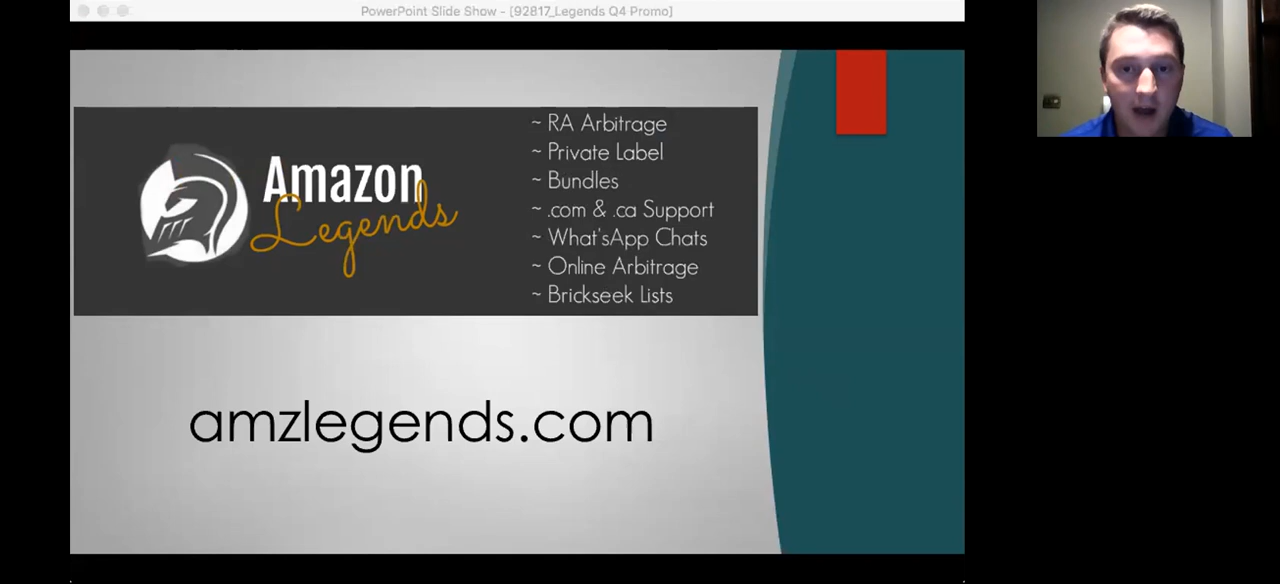 PowerPoint Slide Show - [92817_Legends Q4 Promo]
Amazon
Legends
~ RA Arbitrage
~ Private Label
~ Bundles
~ .com & .ca Support
~ What'sApp Chats
~ Online Arbitrage
~ Brickseek Lists
amzlegends.com